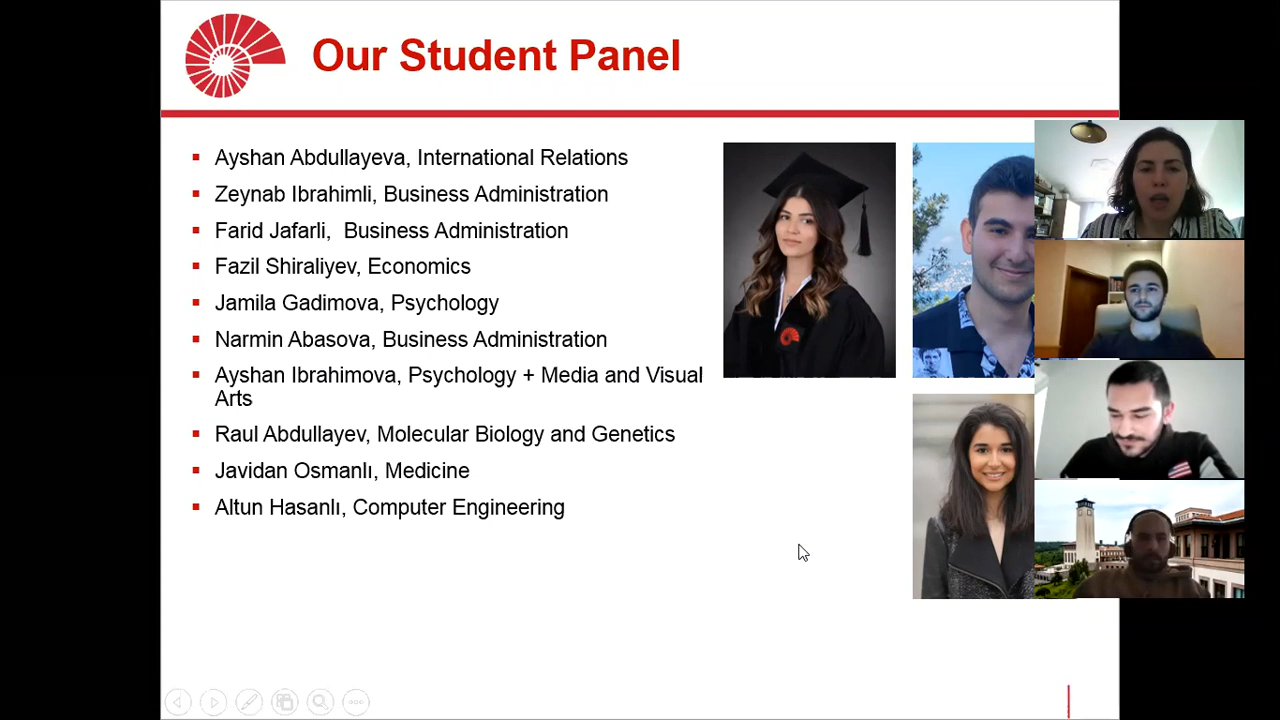 Our Student Panel
Ayshan Abdullayeva, International Relations
Zeynab Ibrahimli, Business Administration
Farid Jafarli,  Business Administration
Fazil Shiraliyev, Economics
Jamila Gadimova, Psychology
Narmin Abasova, Business Administration
Ayshan Ibrahimova, Psychology + Media and Visual
Arts
Raul Abdullayev, Molecular Biology and Genetics
Javidan Osmanlı, Medicine
Altun Hasanlı, Computer Engineering